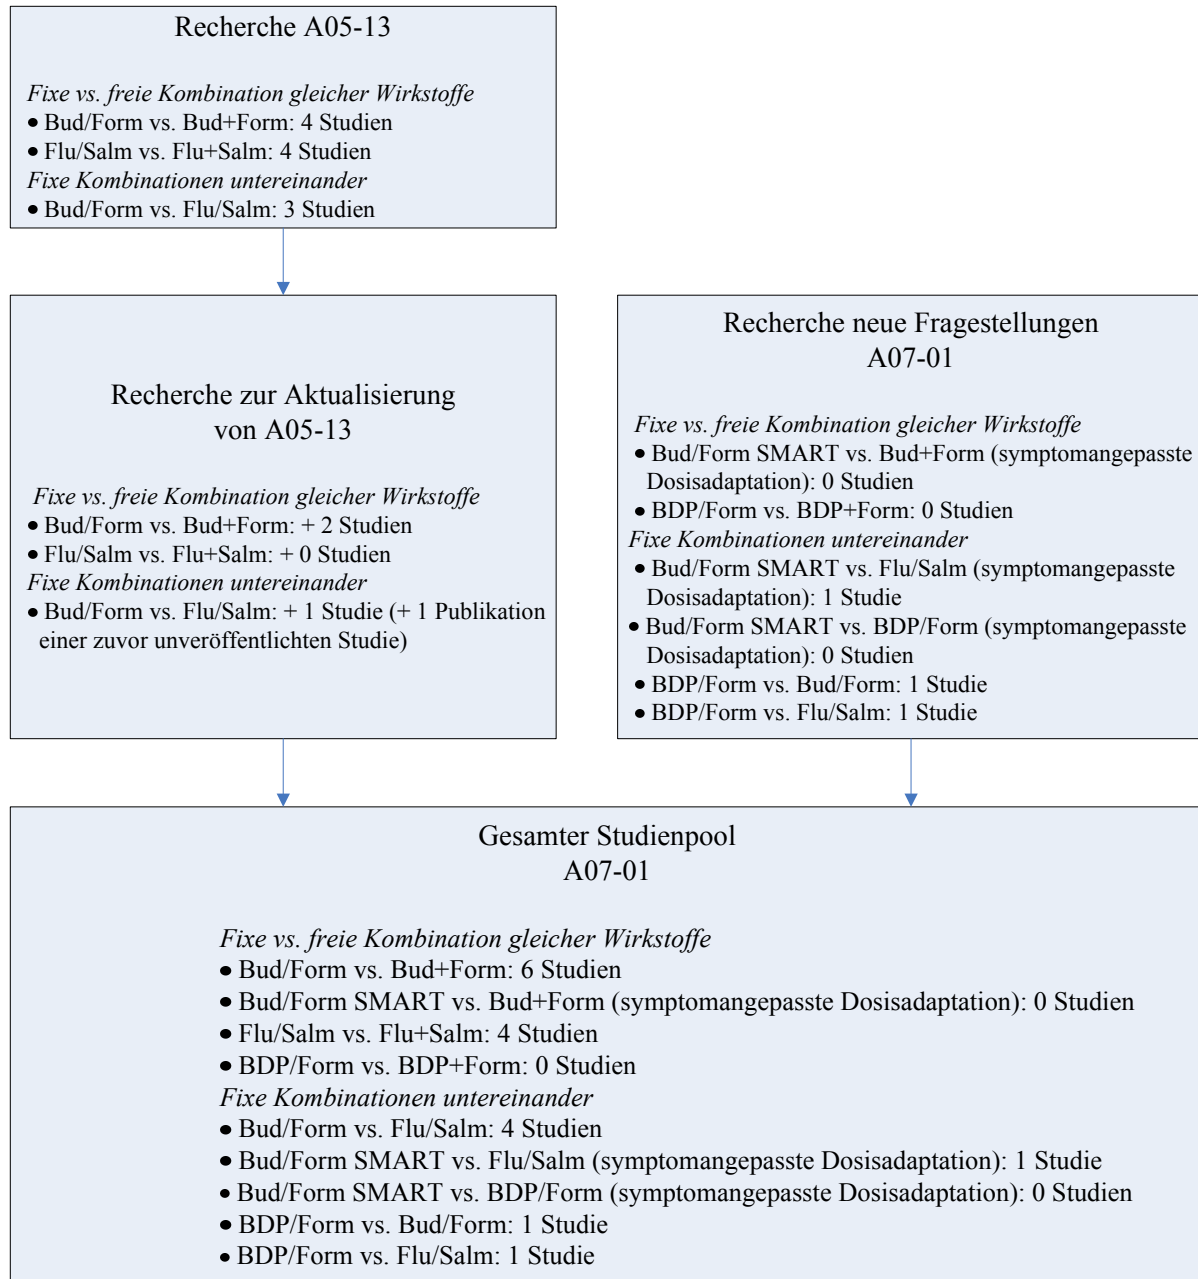 Recherche A05-13
Fixe vs. freie Kombination gleicher Wirkstoffe
• Bud/Form vs. Bud+Form: 4 Studien
• Flu/Salm vs. Flu+Salm: 4 Studien
Fixe Kombinationen untereinander
• Bud/Form vs. Flu/Salm: 3 Studien
Recherche zur Aktualisierung
von A05-13
Fixe vs. freie Kombination gleicher Wirkstoffe
• Bud/Form vs. Bud+Form: + 2 Studien
• Flu/Salm vs. Flu+Salm: + 0 Studien
Fixe Kombinationen untereinander
• Bud/Form vs. Flu/Salm: + 1 Studie (+ 1 Publikation
einer zuvor unveröffentlichten Studie)
Recherche neue Fragestellungen
A07-01
Fixe vs. freie Kombination gleicher Wirkstoffe
• Bud/Form SMART vs. Bud+Form (symptomangepasste
Dosisadaptation): 0 Studien
• BDP/Form vs. BDP+Form: 0 Studien
Fixe Kombinationen untereinander
• Bud/Form SMART vs. Flu/Salm (symptomangepasste
Dosisadaptation): 1 Studie
• Bud/Form SMART vs. BDP/Form (symptomangepasste
Dosisadaptation): 0 Studien
• BDP/Form vs. Bud/Form: 1 Studie
• BDP/Form vs. Flu/Salm: 1 Studie
Gesamter Studienpool
A07-01
Fixe vs. freie Kombination gleicher Wirkstoffe
• Bud/Form vs. Bud+Form: 6 Studien
• Bud/Form SMART vs. Bud+Form (symptomangepasste Dosisadaptation): 0 Studien
• Flu/Salm vs. Flu+Salm: 4 Studien
• BDP/Form vs. BDP+Form: 0 Studien
Fixe Kombinationen untereinander
• Bud/Form vs. Flu/Salm: 4 Studien
• Bud/Form SMART vs. Flu/Salm (symptomangepasste Dosisadaptation): 1 Studie
• Bud/Form SMART vs. BDP/Form (symptomangepasste Dosisadaptation): 0 Studien
• BDP/Form vs. Bud/Form: 1 Studie
• BDP/Form vs. Flu/Salm: 1 Studie